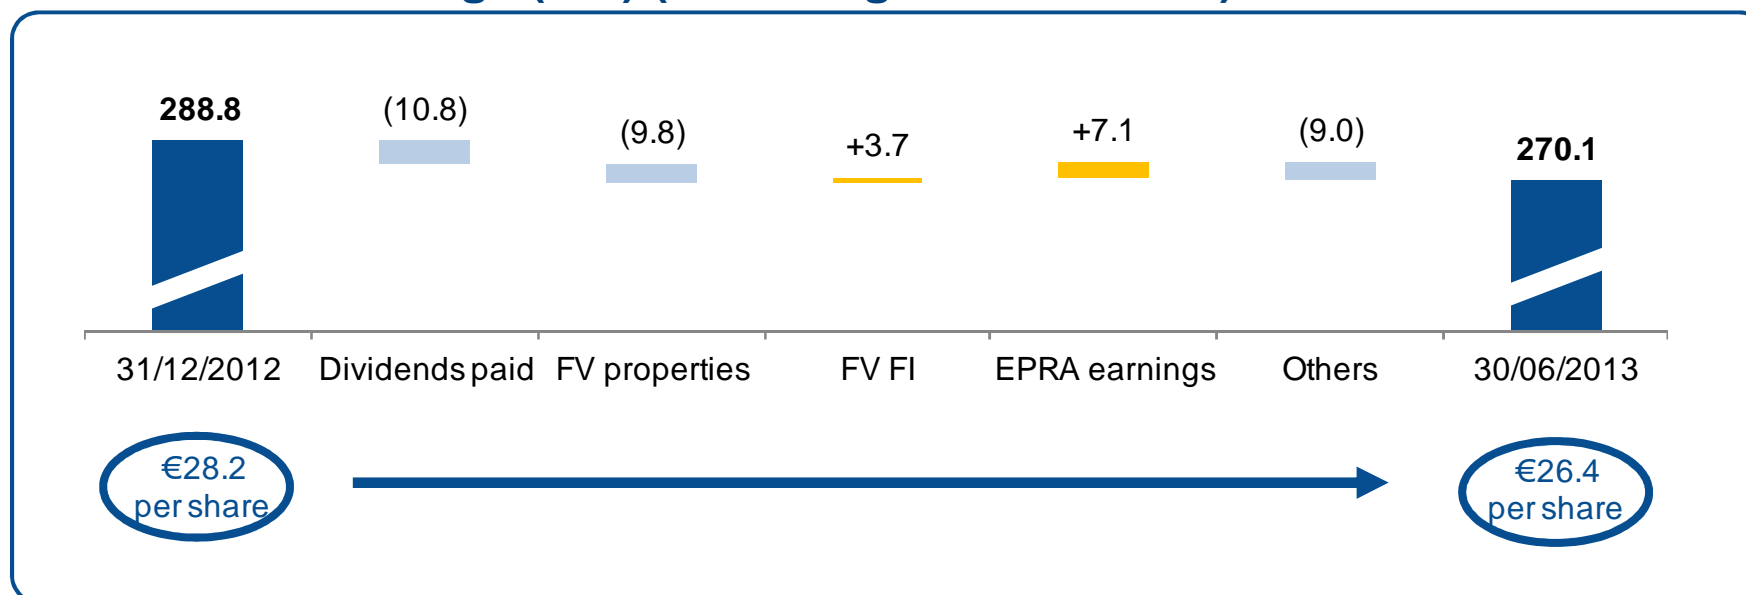 288.8
(10.8)
(9.8)
+3.7
+7.1
(9.0)
270.1
31/12/2012
Dividends paid
FV properties
FV FI
EPRA earnings
Others
30/06/2013
€28.2
per share
€26.4
per share